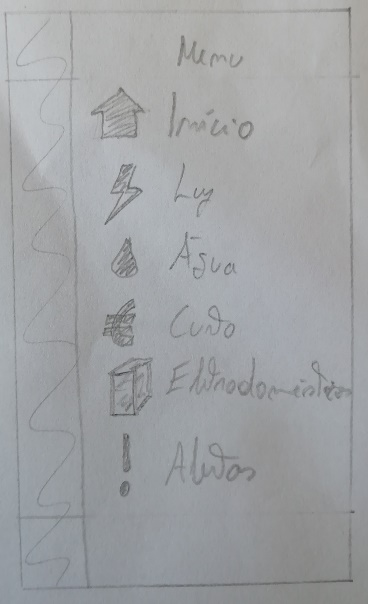 Menu
Início
Luz
Água
Custo
Eletrodomésticos
Alertas